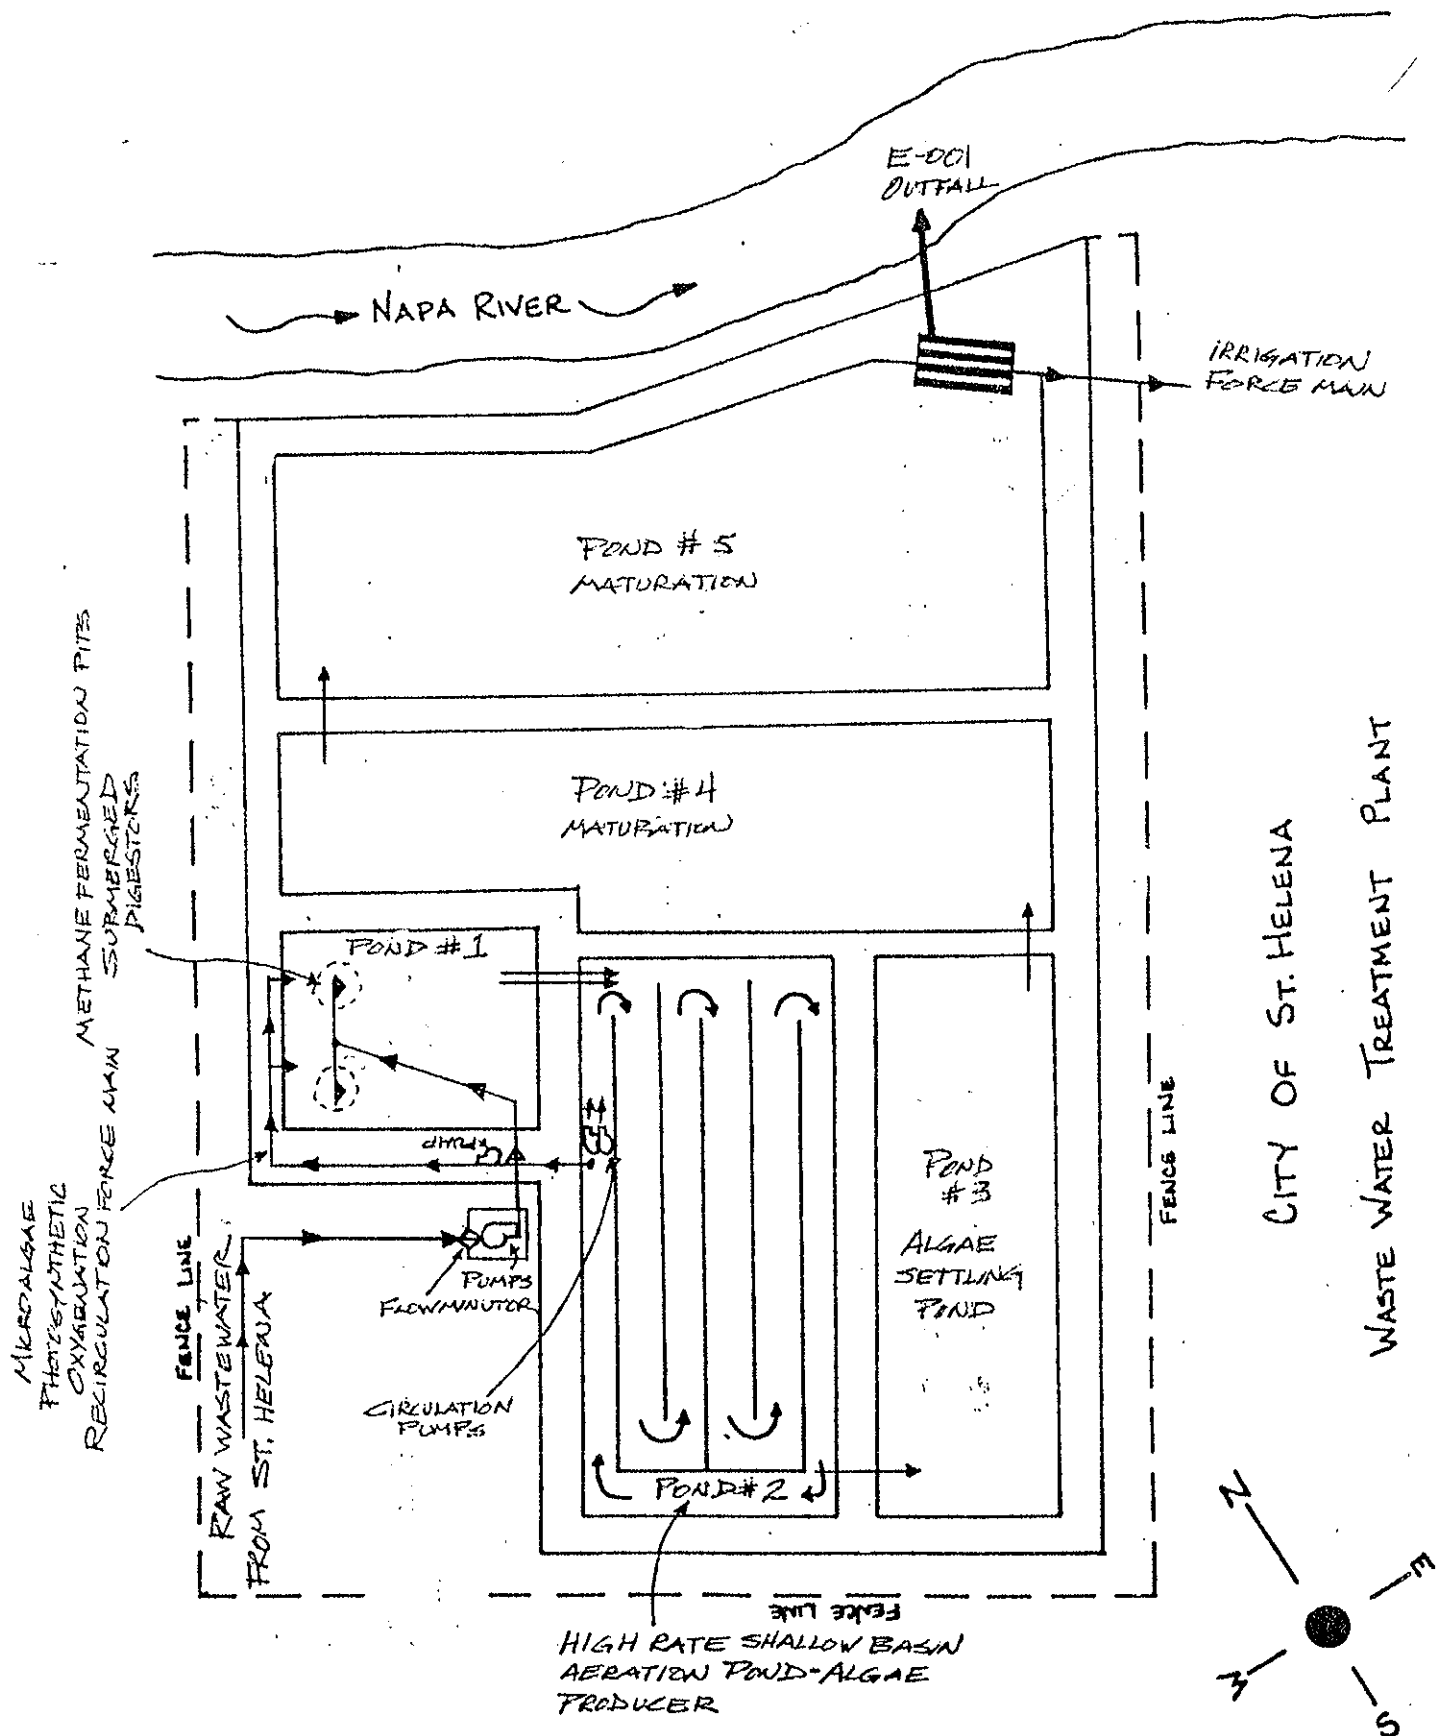 E-001
OUTFALL
NAPA RIVER
IRRIGATION
FORCE MAIN
POND # 5
MATURATION
METHANE FERMENTATION PITS
SUBMERGED
DIGESTORS
POND # 4
MATURATION
POND # 1
MICROALGAE
PHOTOSYNTHETIC
OXYGENATION
RECIRCULATION FORCE MAIN
PUMPS
FLOWMINUTOR
POND
# 3
ALGAE
SETTLING
POND
FENCE LINE
FENCE LINE
RAW WASTEWATER
FROM ST. HELENA
CIRCULATION
PUMPS
POND # 2
FENCE LINE
HIGH RATE SHALLOW BASIN
AERATION POND-ALGAE
PRODUCER
CITY OF ST. HELENA
WASTE WATER TREATMENT PLANT
N
E
W
S